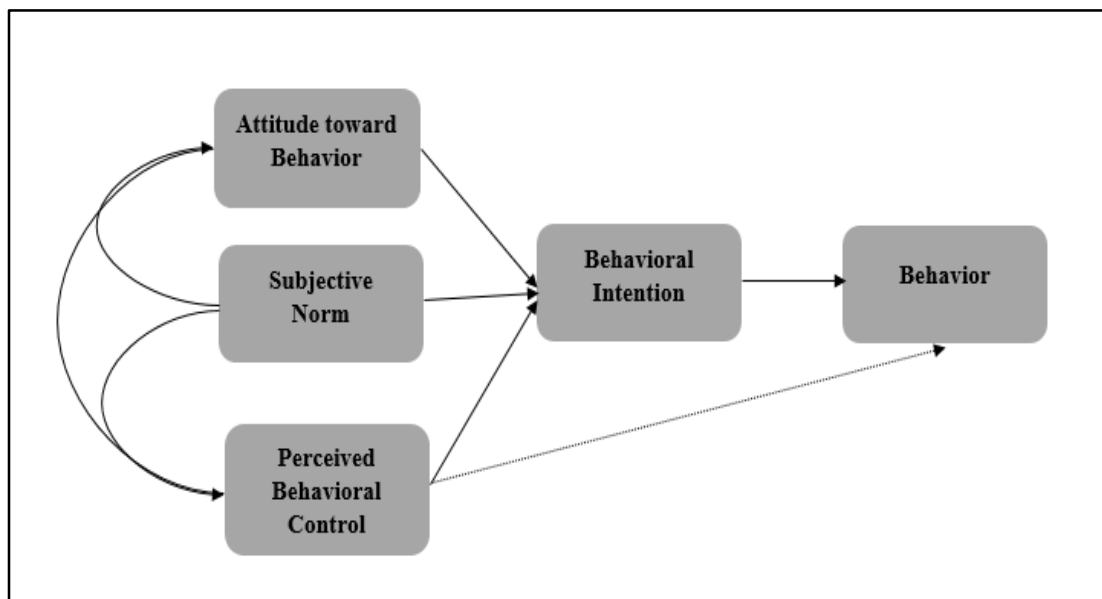 Attitude toward
Behavior
Subjective
Norm
Perceived
Behavioral
Control
Behavioral
Intention
Behavior